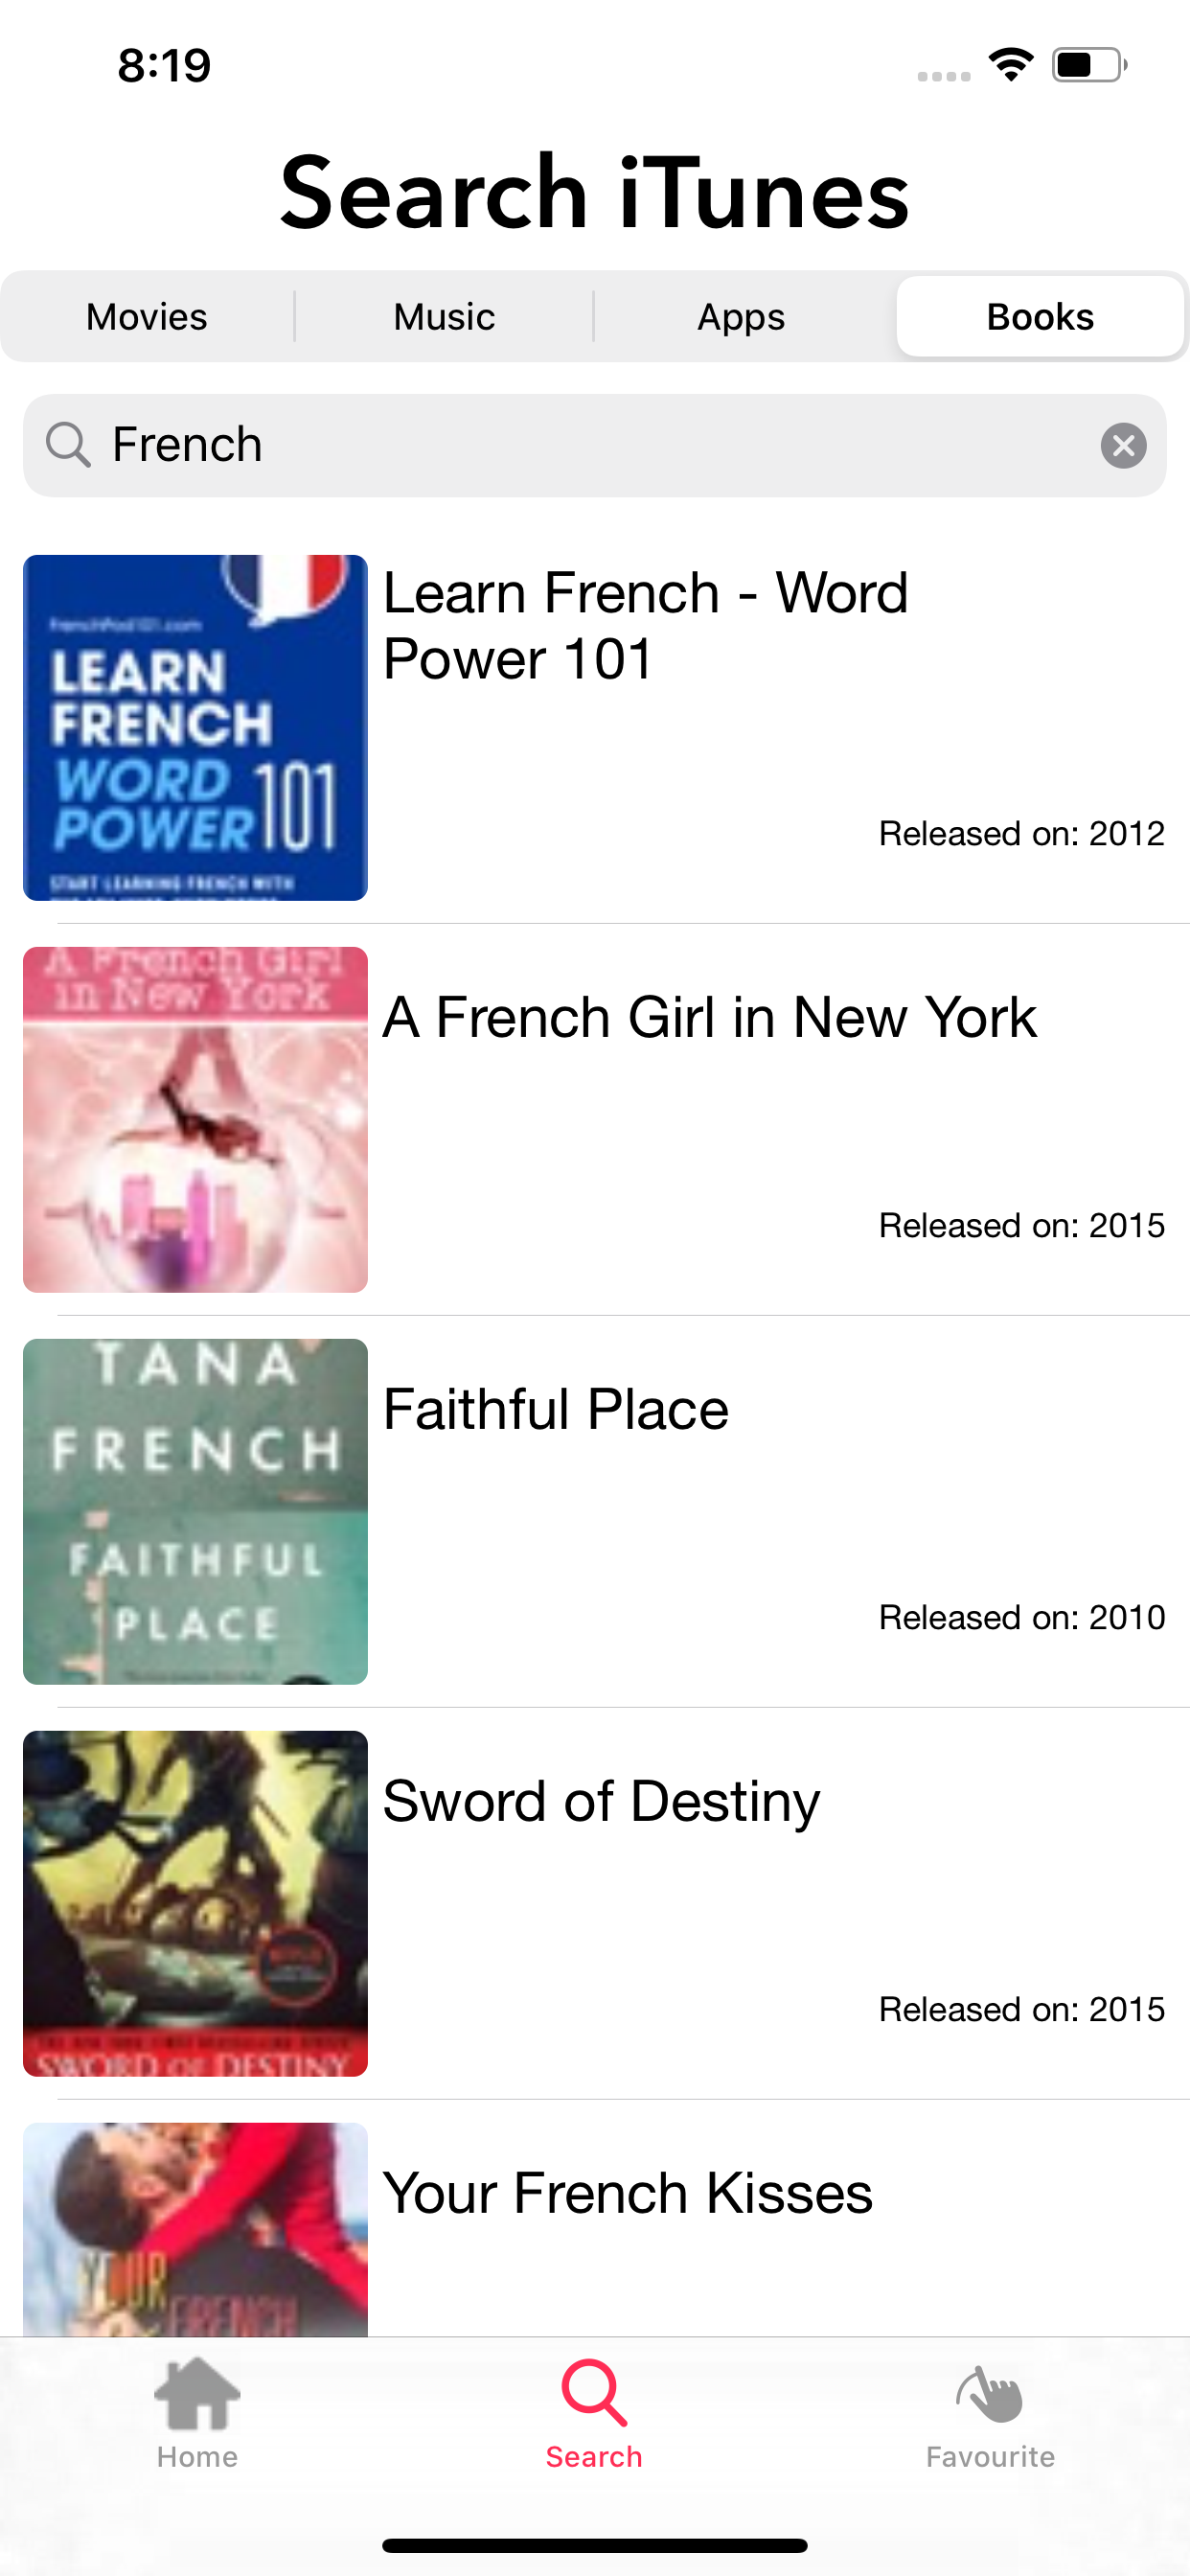 8:19
Search iTunes
Movies
Music
Apps
Books
French
FrenchPod101.com
LEARN
FRENCH
WORD
POWER 101
START LEARNING FRENCH WITH
Learn French - Word
Power 101
Released on: 2012
A French Girl
in New York
A French Girl in New York
Released on: 2015
TANA
FRENCH
FAITHFUL
PLACE
Faithful Place
Released on: 2010
SWORD OF DESTINY
Sword of Destiny
Released on: 2015
YOUR
FRENCH
Your French Kisses
Home
Search
Favourite